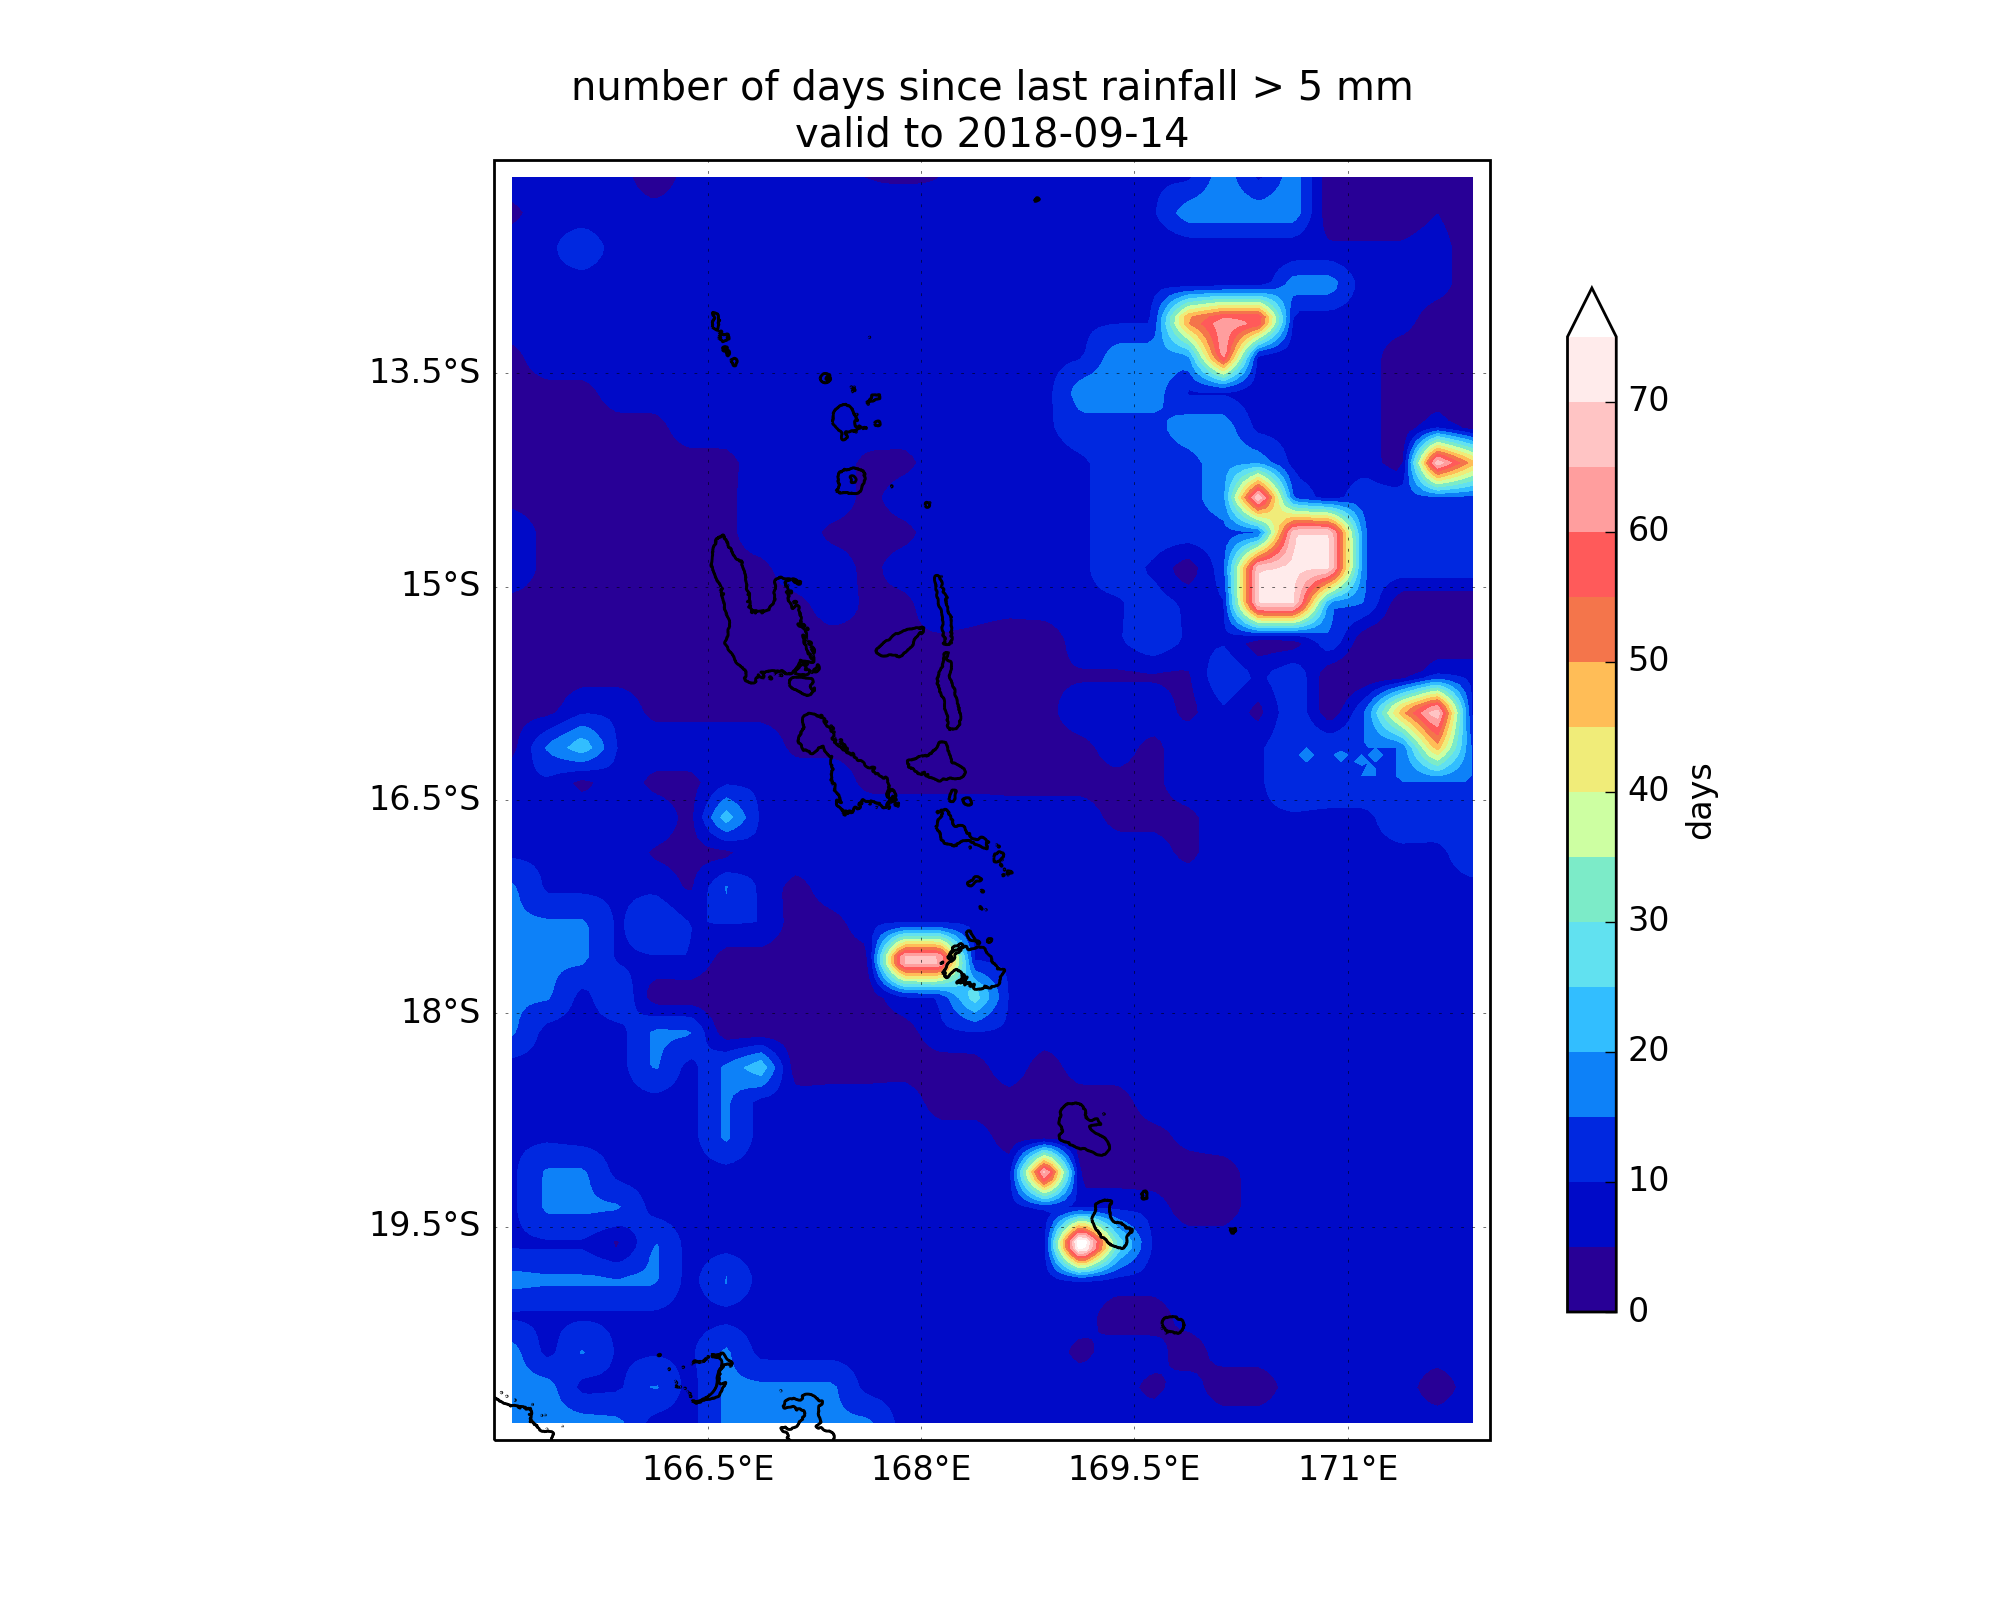 number of days since last rainfall > 5 mm
valid to 2018-09-14
13.5°S
15°S
16.5°S
18°S
19.5°S
166.5°E
168°E
169.5°E
171°E
70
60
50
40
30
20
10
0
days